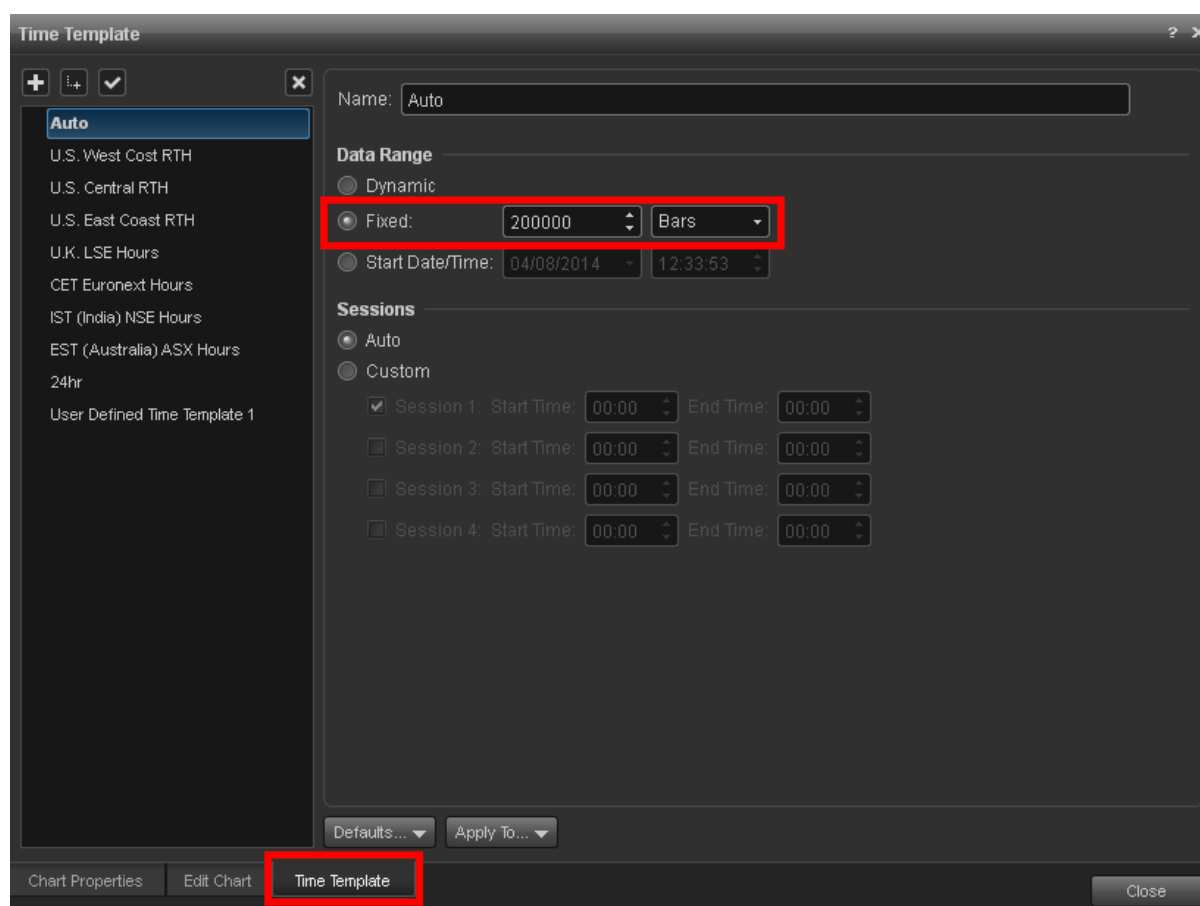 Time Template
? X
Auto
U.S. West Cost RTH
U.S. Central RTH
U.S. East Coast RTH
U.K. LSE Hours
CET Euronext Hours
IST (India) NSE Hours
EST (Australia) ASX Hours
24hr
User Defined Time Template 1
Name: Auto
Data Range
Dynamic
Fixed: 200000 Bars
Start Date/Time: 04/08/2014 12:33:53
Sessions
Auto
Custom
Session 1: Start Time: 00:00 End Time: 00:00
Session 2: Start Time: 00:00 End Time: 00:00
Session 3: Start Time: 00:00 End Time: 00:00
Session 4: Start Time: 00:00 End Time: 00:00
Defaults... Apply To...
Chart Properties Edit Chart Time Template Close